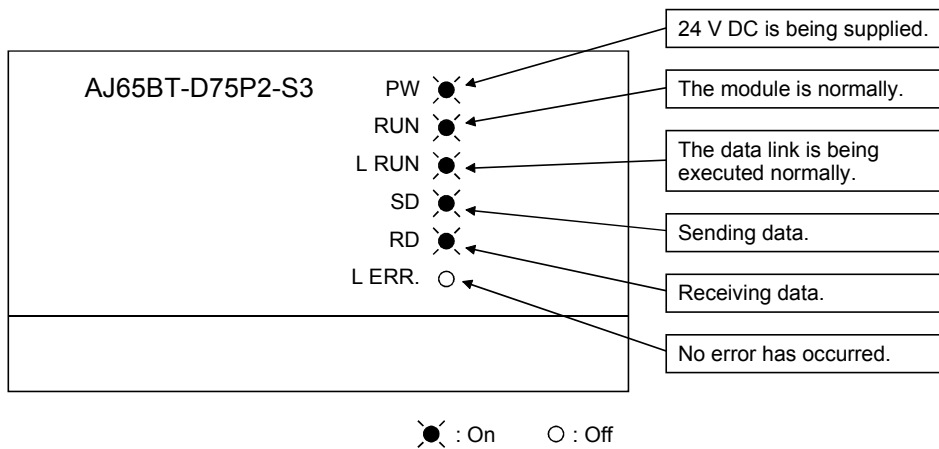 24 V DC is being supplied.
AJ65BT-D75P2-S3
PW
The module is normally.
RUN
The data link is being
executed normally.
L RUN
SD
Sending data.
RD
Receiving data.
L ERR.
No error has occurred.
: On
: Off